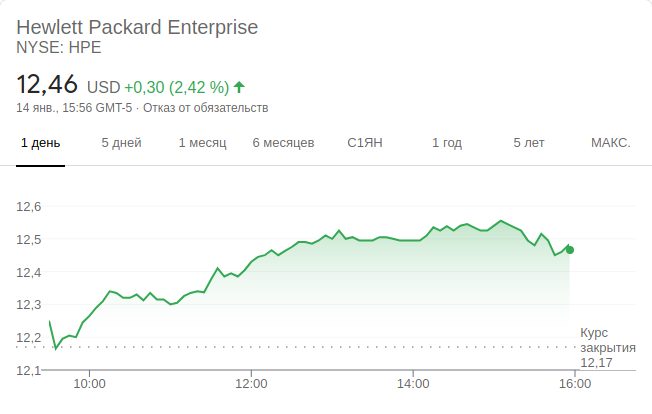 Hewlett Packard Enterprise
NYSE: HPE
12,46 USD +0,30 (2,42 %)
14 янв., 15:56 GMT-5 · Отказ от обязательств
1 день 5 дней 1 месяц 6 месяцев С1ЯН 1 год 5 лет МАКС.
12,6
12,5
12,4
12,3
12,2
12,1
Курс
закрытия
12,17
10:00 12:00 14:00 16:00